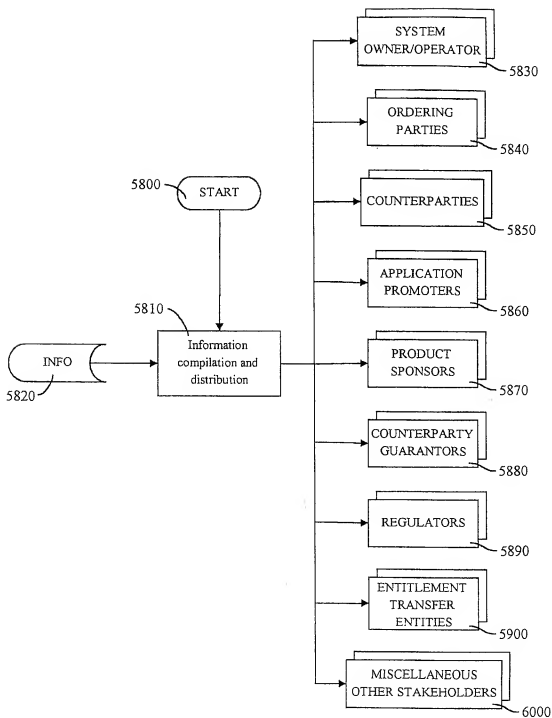 SYSTEM
OWNER/OPERATOR
5830
ORDERING
PARTIES
5840
5800
START
COUNTERPARTIES
5850
APPLICATION
PROMOTERS
5860
5810
Information
compilation and
distribution
INFO
5820
PRODUCT
SPONSORS
5870
COUNTERPARTY
GUARANTORS
5880
REGULATORS
5890
ENTITLEMENT
TRANSFER
ENTITIES
5900
MISCELLANEOUS
OTHER STAKEHOLDERS
6000